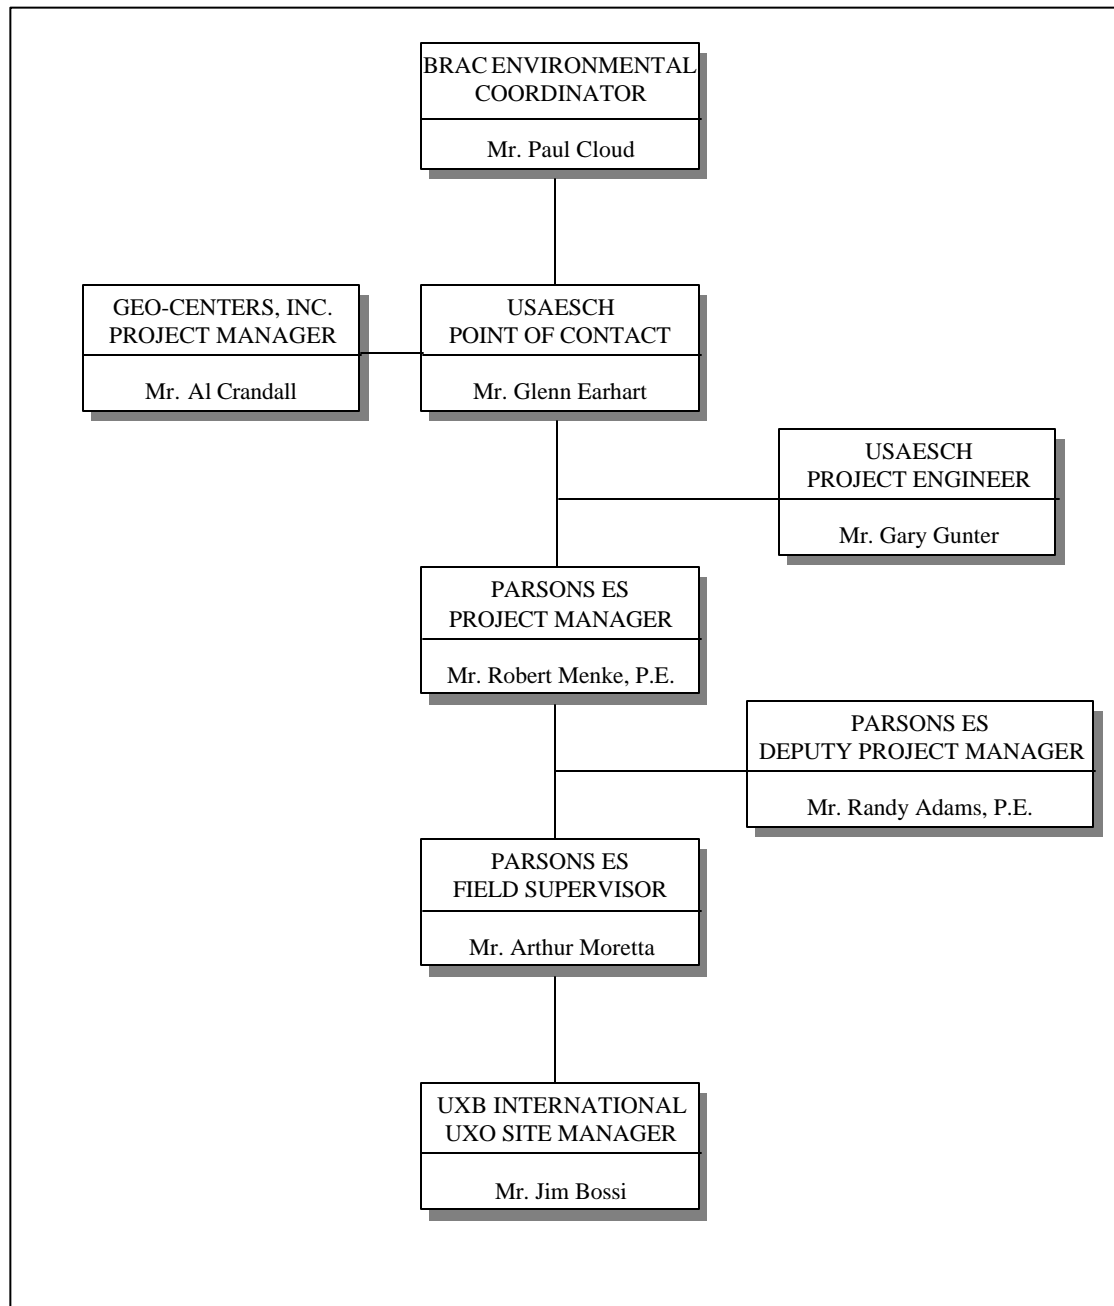 BRAC ENVIRONMENTAL
COORDINATOR
Mr. Paul Cloud
GEO-CENTERS, INC.
PROJECT MANAGER
Mr. Al Crandall
USAESCH
POINT OF CONTACT
Mr. Glenn Earhart
USAESCH
PROJECT ENGINEER
Mr. Gary Gunter
PARSONS ES
PROJECT MANAGER
Mr. Robert Menke, P.E.
PARSONS ES
DEPUTY PROJECT MANAGER
Mr. Randy Adams, P.E.
PARSONS ES
FIELD SUPERVISOR
Mr. Arthur Moretta
UXB INTERNATIONAL
UXO SITE MANAGER
Mr. Jim Bossi